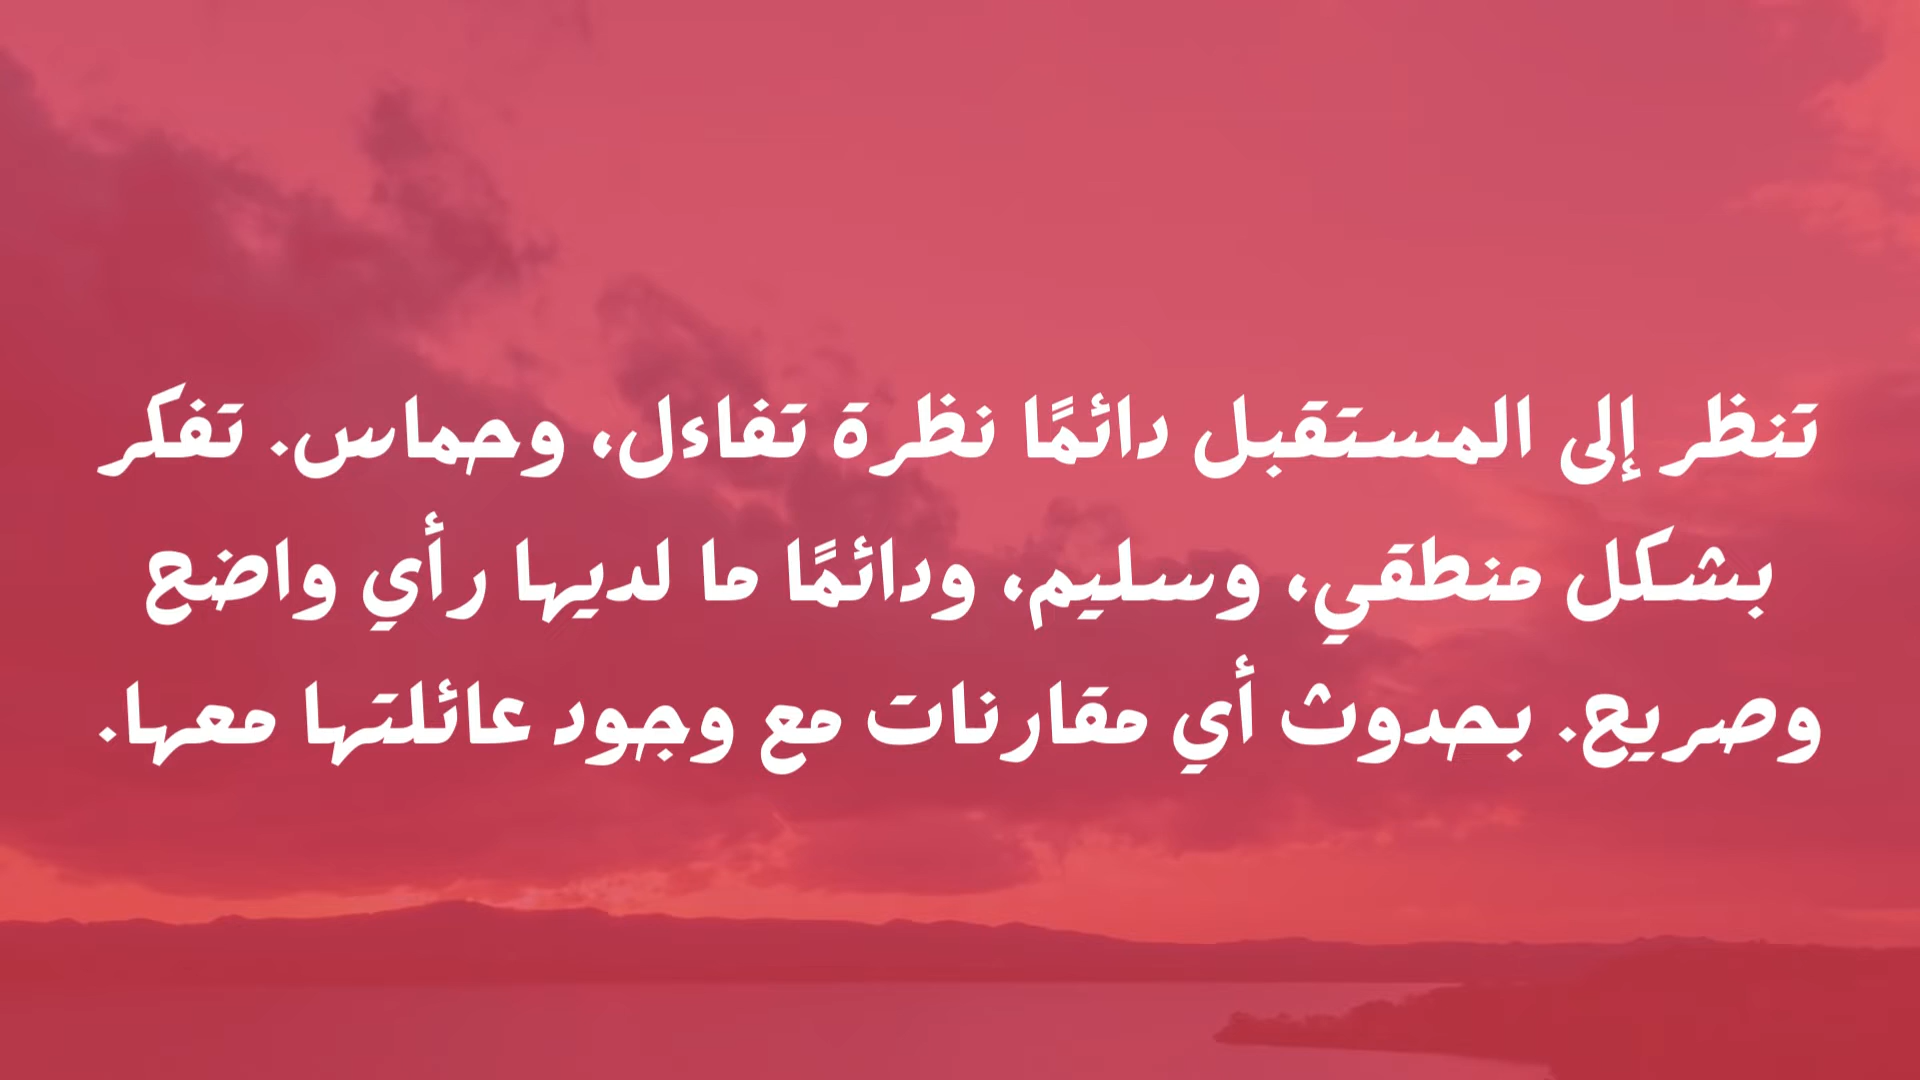 تنظر إلى المستقبل دائمًا نظرة تفاءل، وحماس. تفكر
بشكل منطقي، وسليم، ودائمًا ما لديها رأي واضح
وصريح. بحدوث أي مقارنات مع وجود عائلتها معها.